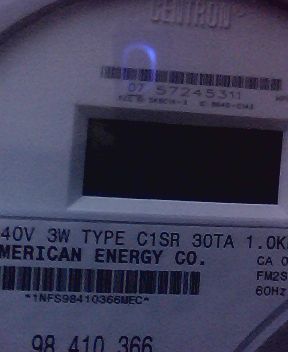 CENTRON
07 57245311
40V 3W TYPE C1SR 30TA 1.0K
MERICAN ENERGY CO.
CA 0
FM2S
60Hz
*1NFS98410366MEC*
98 410 366